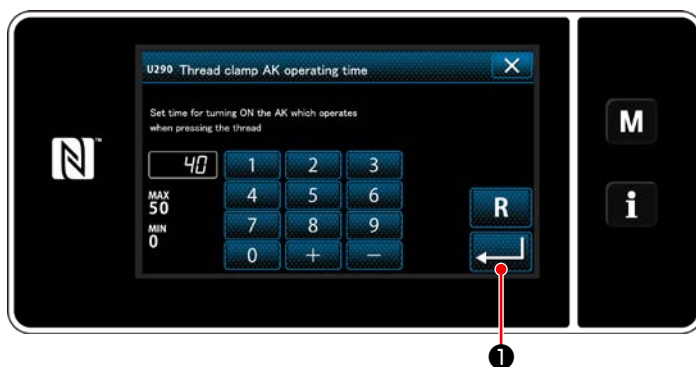 U290 Thread clamp AK operating time
Set time for turning ON the AK which operates
when pressing the thread
40
1 2 3
MAX
50
4 5 6
R
MIN
0
7 8 9
0 + −
M
i
N
™
❶